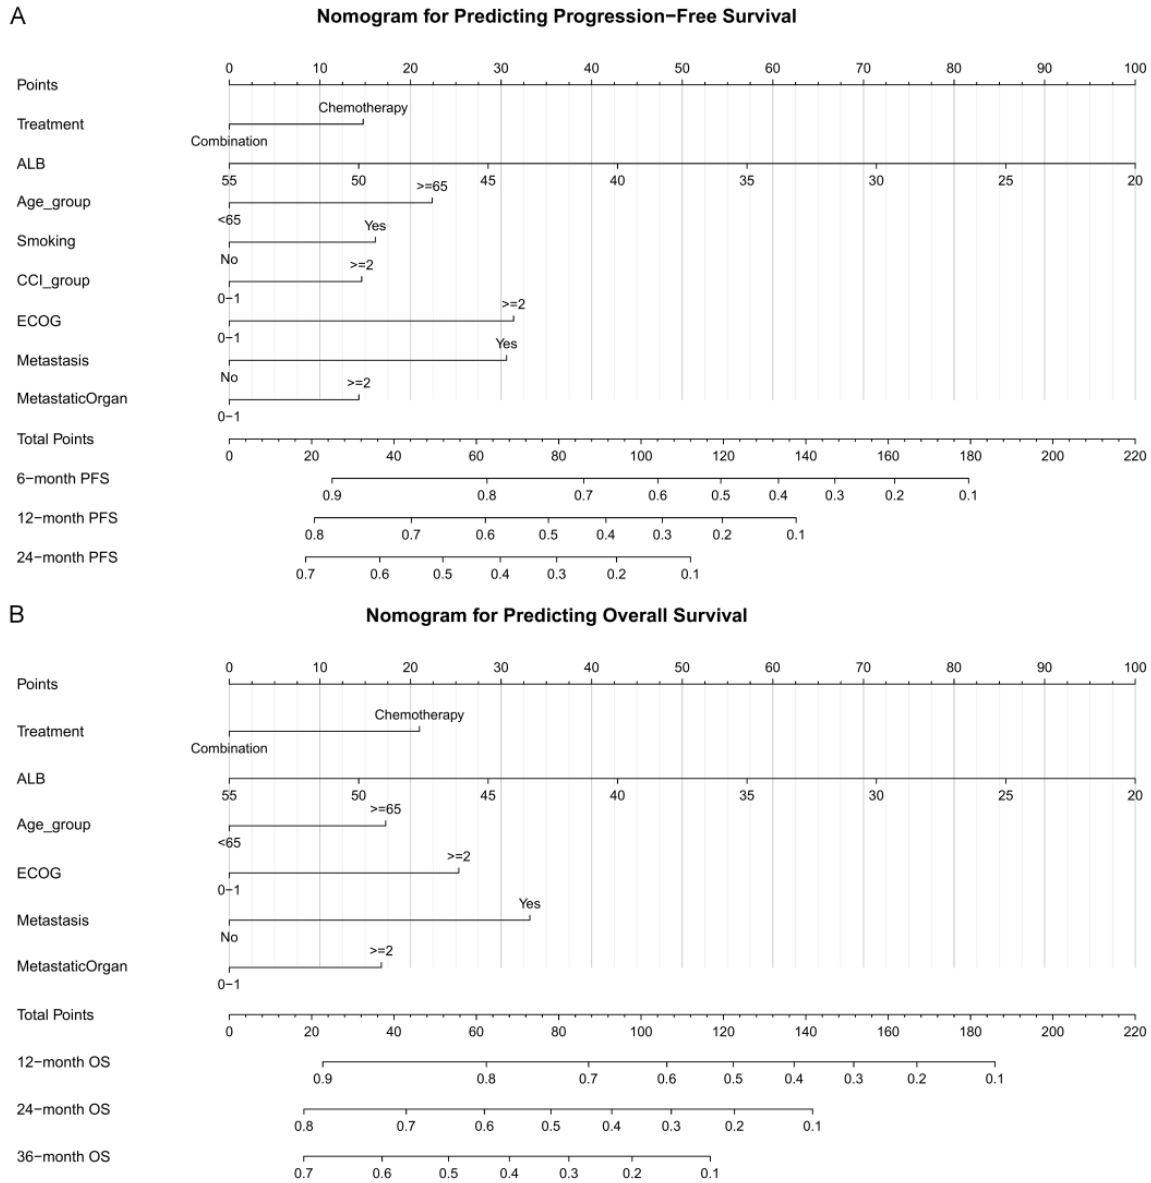 A
Nomogram for Predicting Progression−Free Survival
0 10 20 30 40 50 60 70 80 90 100
Points
Chemotherapy
Treatment
Combination
ALB
55 50 45 40 35 30 25 20
>=65
Age_group
<65
Yes
Smoking
No
>=2
CCI_group
0−1
>=2
ECOG
0−1
Yes
Metastasis
No
>=2
MetastaticOrgan
0−1
Total Points
0 20 40 60 80 100 120 140 160 180 200 220
6−month PFS
0.9 0.8 0.7 0.6 0.5 0.4 0.3 0.2 0.1
12−month PFS
0.8 0.7 0.6 0.5 0.4 0.3 0.2 0.1
24−month PFS
0.7 0.6 0.5 0.4 0.3 0.2 0.1
B
Nomogram for Predicting Overall Survival
0 10 20 30 40 50 60 70 80 90 100
Points
Chemotherapy
Treatment
Combination
ALB
55 50 45 40 35 30 25 20
>=65
Age_group
<65
>=2
ECOG
0−1
Yes
Metastasis
No
>=2
MetastaticOrgan
0−1
Total Points
0 20 40 60 80 100 120 140 160 180 200 220
12−month OS
0.9 0.8 0.7 0.6 0.5 0.4 0.3 0.2 0.1
24−month OS
0.8 0.7 0.6 0.5 0.4 0.3 0.2 0.1
36−month OS
0.7 0.6 0.5 0.4 0.3 0.2 0.1